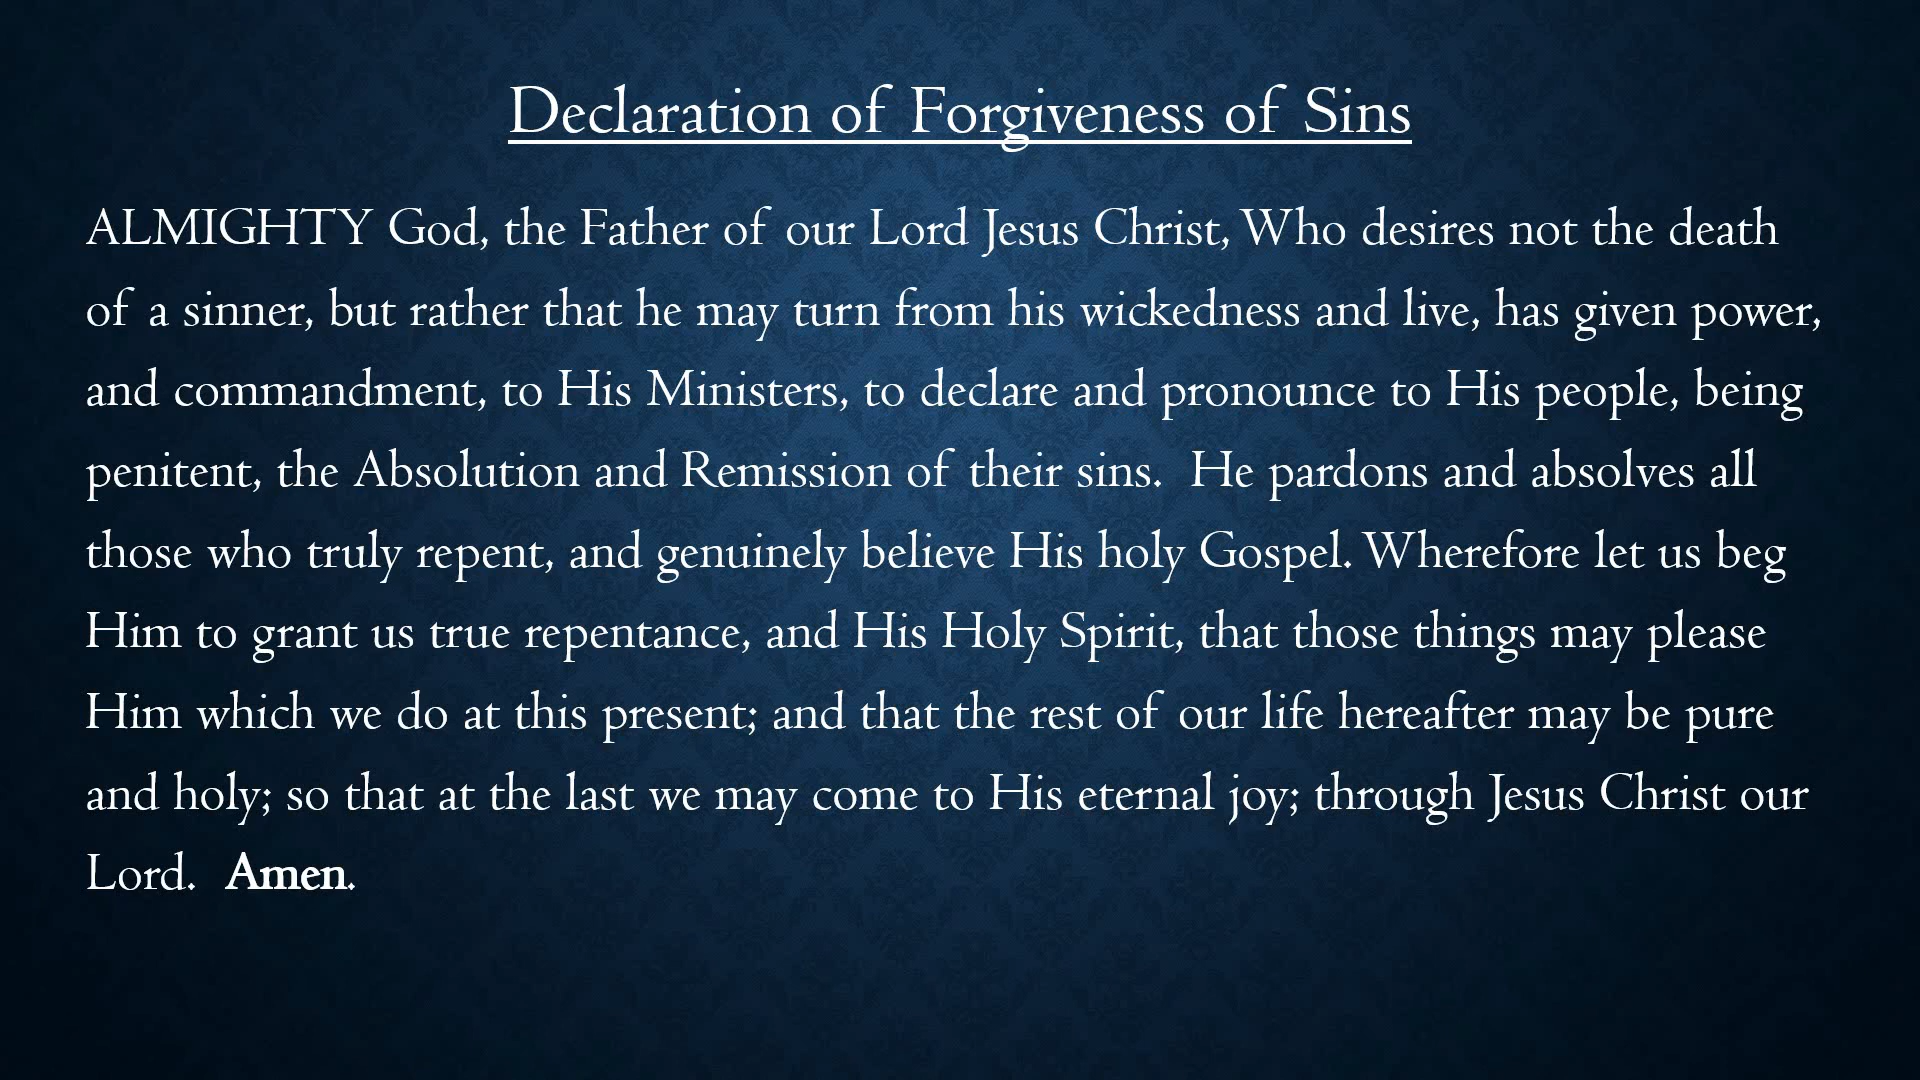 Declaration of Forgiveness of Sins
ALMIGHTY God, the Father of our Lord Jesus Christ, Who desires not the death
of a sinner, but rather that he may turn from his wickedness and live, has given power,
and commandment, to His Ministers, to declare and pronounce to His people, being
penitent, the Absolution and Remission of their sins.  He pardons and absolves all
those who truly repent, and genuinely believe His holy Gospel. Wherefore let us beg
Him to grant us true repentance, and His Holy Spirit, that those things may please
Him which we do at this present; and that the rest of our life hereafter may be pure
and holy; so that at the last we may come to His eternal joy; through Jesus Christ our
Lord.  Amen.